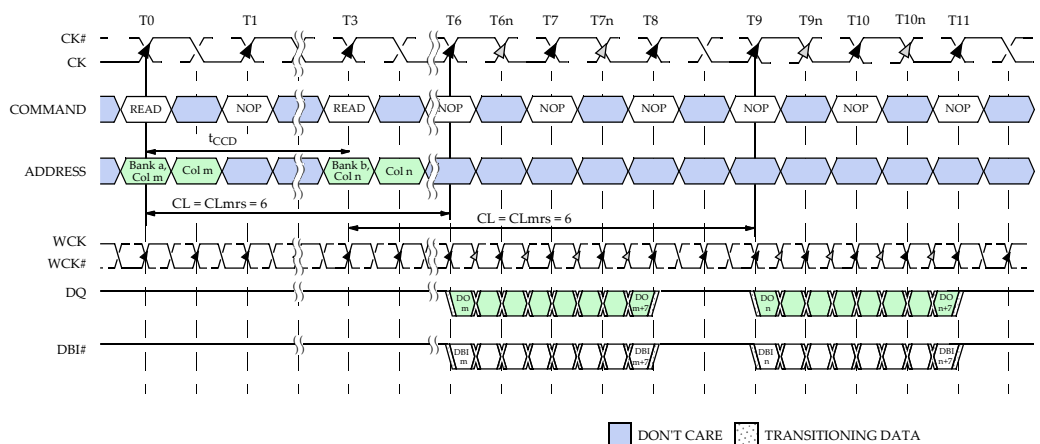 T0 T1 T3 T6 T6n T7 T7n T8 T9 T9n T10 T10n T11
CK#
CK
COMMAND READ NOP READ NOP NOP NOP NOP NOP NOP
tCCD
ADDRESS Bank a, Col m Col m Bank b, Col n Col n
CL = CLmrs = 6
CL = CLmrs = 6
WCK
WCK#
DQ DO m DO m+7 DO n DO n+7
DBI# DBI m DBI m+7 DBI n DBI n+7
DON'T CARE TRANSITIONING DATA